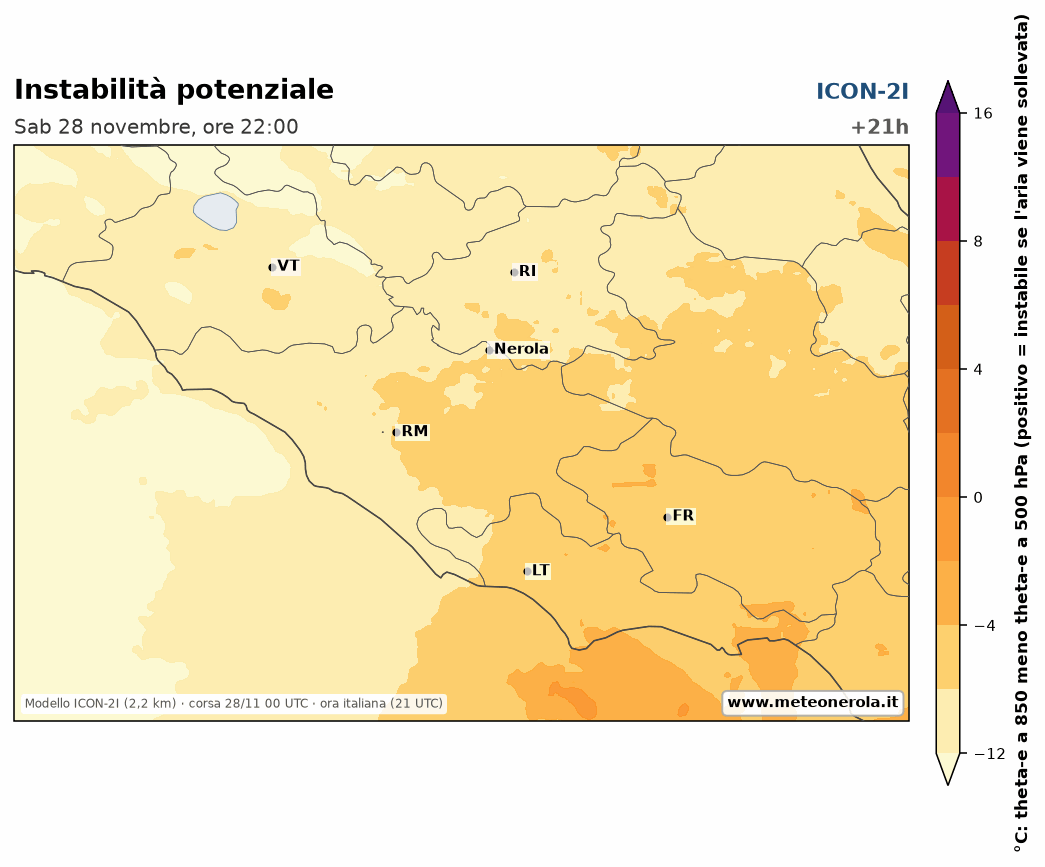 Instabilità potenziale
ICON-2I
Sab 28 novembre, ore 22:00
+21h
VT
RI
Nerola
RM
FR
LT
Modello ICON-2I (2,2 km) · corsa 28/11 00 UTC · ora italiana (21 UTC)
www.meteonerola.it
16
8
4
0
−4
−12
°C: theta-e a 850 meno theta-e a 500 hPa (positivo = instabile se l'aria viene sollevata)